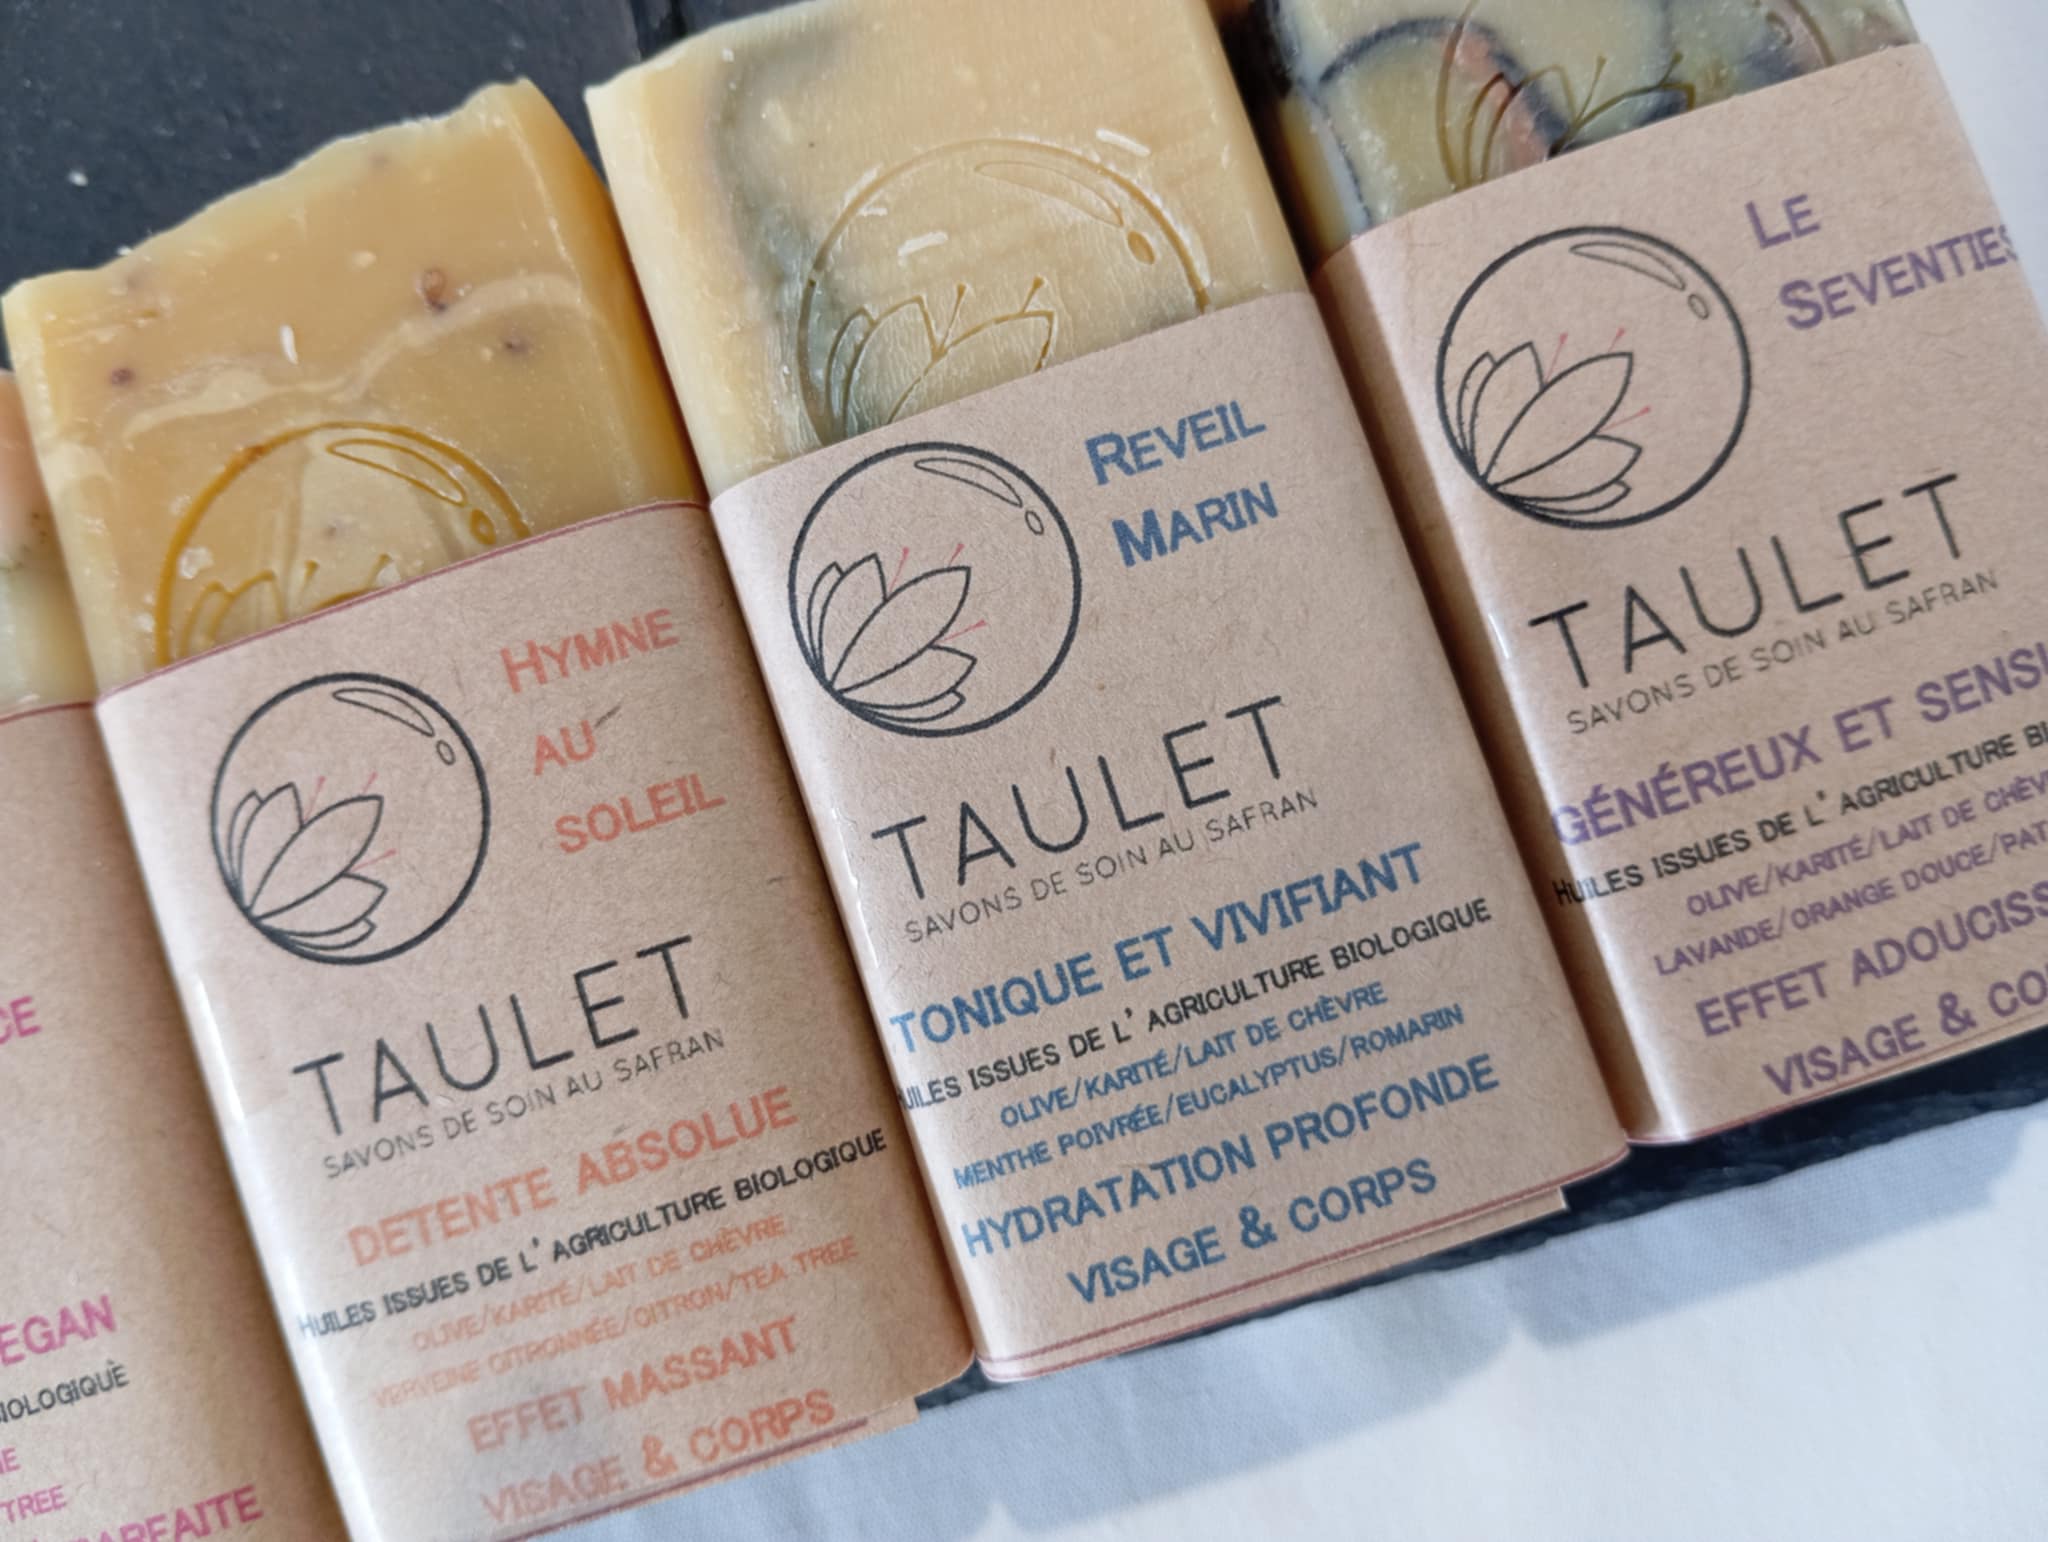 BIOLOGIQUE
TREE
PARFAITE
HYMNE
AU
SOLEIL
TAULET
SAVONS DE SOIN AU SAFRAN
DETENTE ABSOLUE
HUILES ISSUES DE L' AGRICULTURE BIOLOGIQUE
OLIVE/KARITÉ/LAIT DE CHÈVRE
VERVEINE CITRONNÉE/CITRON/TEA TREE
EFFET MASSANT
VISAGE & CORPS
REVEIL
MARIN
TAULET
SAVONS DE SOIN AU SAFRAN
TONIQUE ET VIVIFIANT
HUILES ISSUES DE L' AGRICULTURE BIOLOGIQUE
OLIVE/KARITÉ/LAIT DE CHÈVRE
MENTHE POIVRÉE/EUCALYPTUS/ROMARIN
HYDRATATION PROFONDE
VISAGE & CORPS
LE
SEVENTIES
TAULET
SAVONS DE SOIN AU SAFRAN
GÉNÉREUX ET SENSU
HUILES ISSUES DE L' AGRICULTURE BI
OLIVE/KARITÉ/LAIT DE CHÈV
LAVANDE/ORANGE DOUCE/PAT
EFFET ADOUCISS
VISAGE & CO